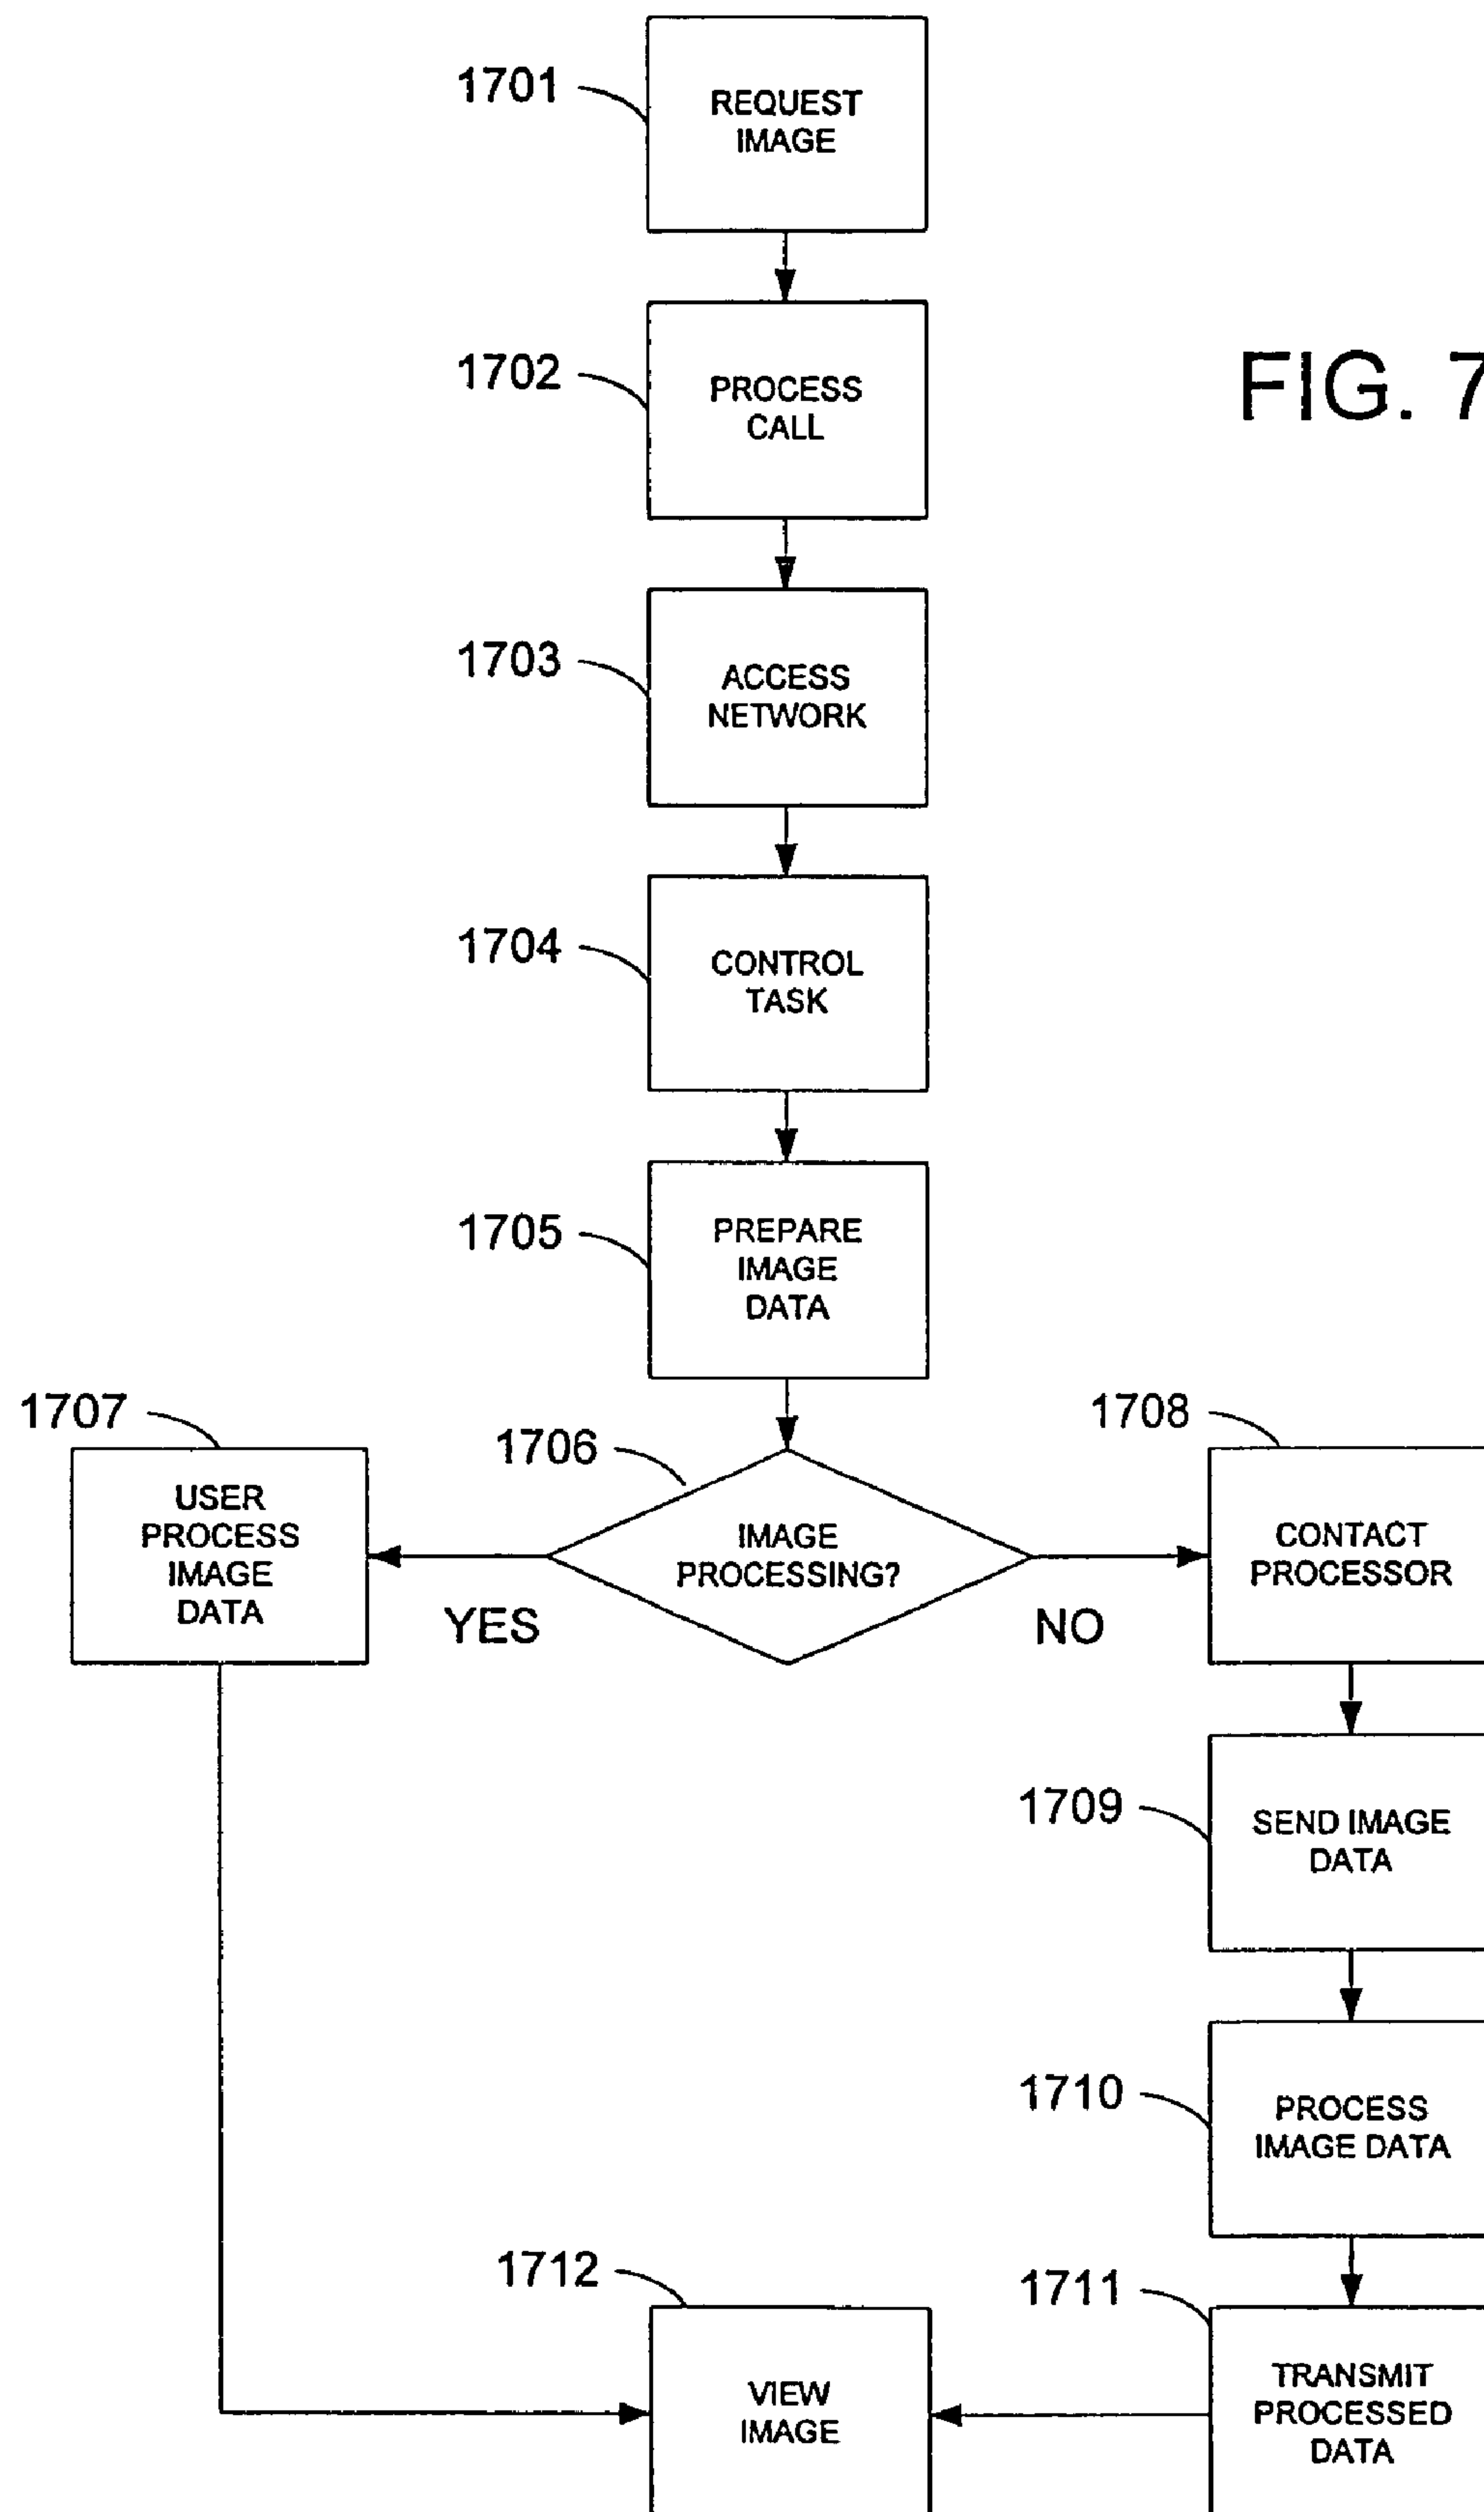 1701
REQUEST
IMAGE
1702
PROCESS
CALL
FIG. 7
1703
ACCESS
NETWORK
1704
CONTROL
TASK
1705
PREPARE
IMAGE
DATA
1707
USER
PROCESS
IMAGE
DATA
1706
IMAGE
PROCESSING?
YES
NO
1708
CONTACT
PROCESSOR
1709
SEND IMAGE
DATA
1710
PROCESS
IMAGE DATA
1712
VIEW
IMAGE
1711
TRANSMIT
PROCESSED
DATA